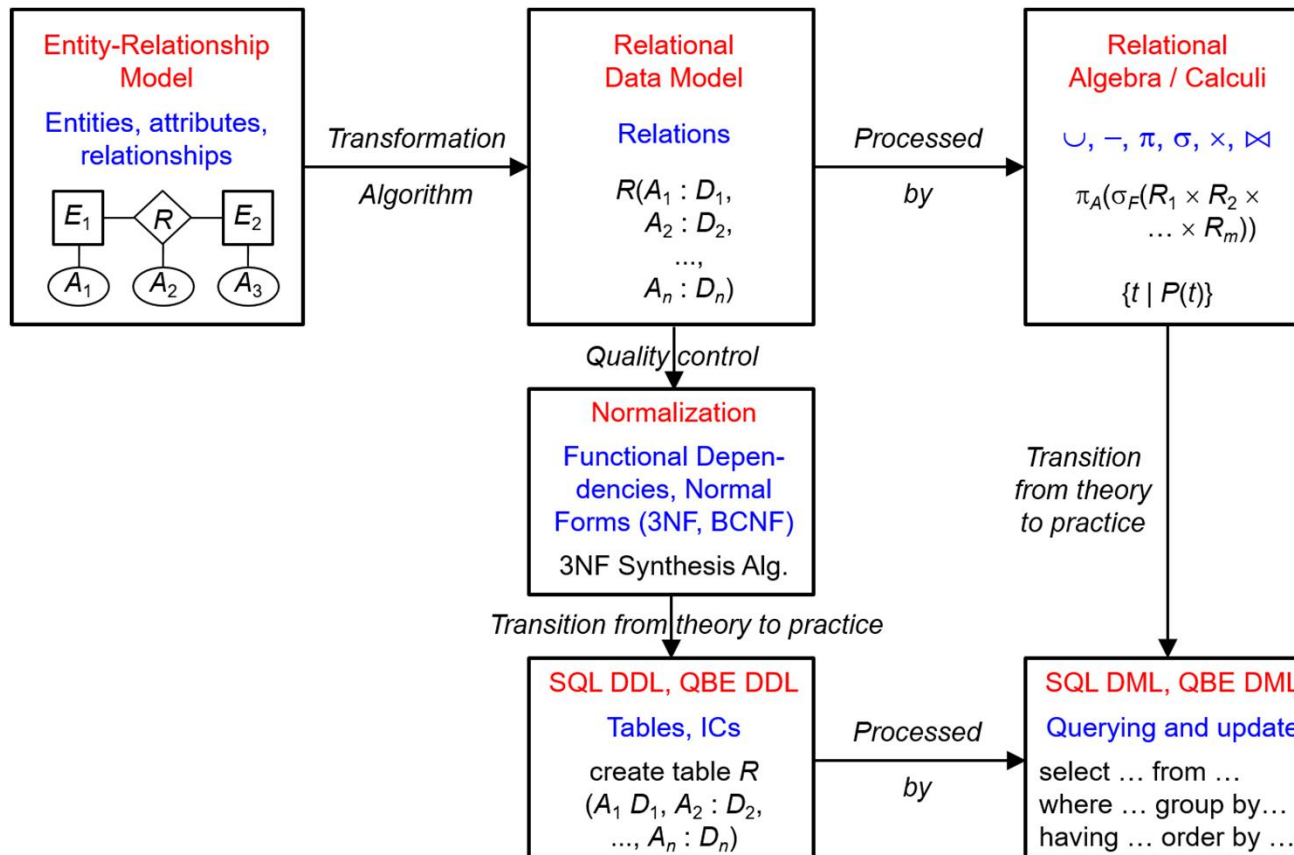 Entity-Relationship
Model
Entities, attributes,
relationships
E₁
R
E₂
A₁
A₂
A₃
Transformation
Algorithm
Relational
Data Model
Relations
R(A₁ : D₁,
A₂ : D₂,
...,
Aₙ : Dₙ)
Processed
by
Relational
Algebra / Calculi
∪, −, π, σ, ×, ⋈
π_A(σ_F(R₁ × R₂ ×
… × Rₘ))
{t | P(t)}
Quality control
Normalization
Functional Depen-
dencies, Normal
Forms (3NF, BCNF)
3NF Synthesis Alg.
Transition
from theory
to practice
Transition from theory to practice
SQL DDL, QBE DDL
Tables, ICs
create table R
(A₁ D₁, A₂ : D₂,
..., Aₙ : Dₙ)
Processed
by
SQL DML, QBE DML
Querying and update
select … from …
where … group by…
having … order by …